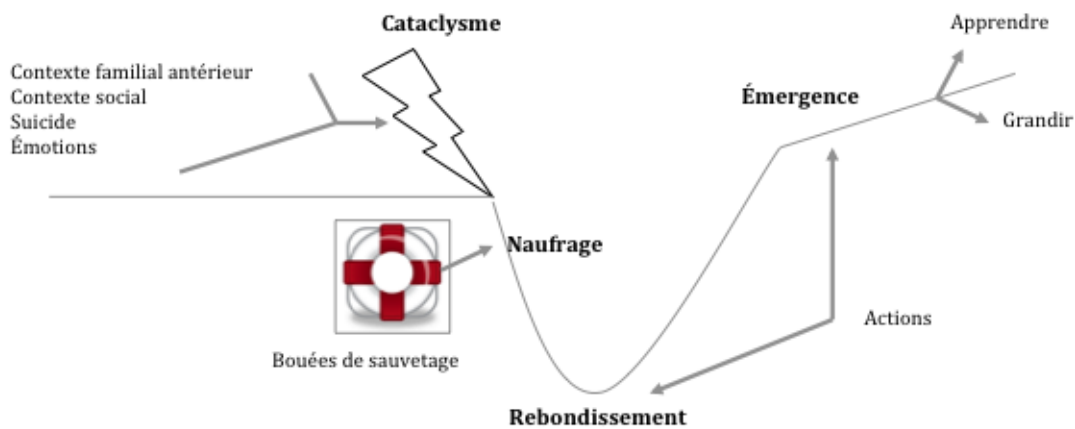 Cataclysme
Apprendre
Contexte familial antérieur
Contexte social
Suicide
Émotions
Émergence
Grandir
Naufrage
Actions
Bouées de sauvetage
Rebondissement